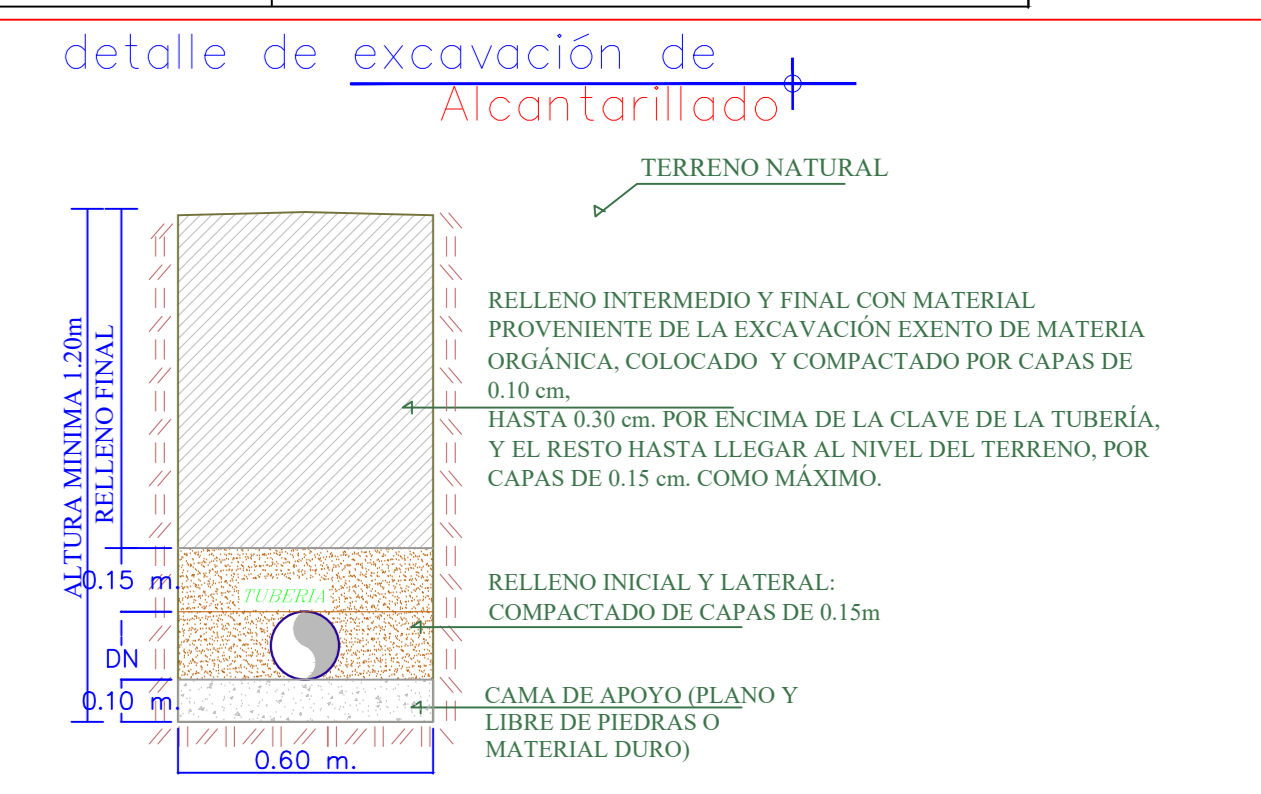 detalle de excavación de
Alcantarillado
TERRENO NATURAL
ALTURA MINIMA 1.20m
RELLENO FINAL
RELLENO INTERMEDIO Y FINAL CON MATERIAL
PROVENIENTE DE LA EXCAVACIÓN EXENTO DE MATERIA
ORGÁNICA, COLOCADO Y COMPACTADO POR CAPAS DE
0.10 cm,
HASTA 0.30 cm. POR ENCIMA DE LA CLAVE DE LA TUBERÍA,
Y EL RESTO HASTA LLEGAR AL NIVEL DEL TERRENO, POR
CAPAS DE 0.15 cm. COMO MÁXIMO.
0.15 m.
TUBERIA
RELLENO INICIAL Y LATERAL:
COMPACTADO DE CAPAS DE 0.15m
DN
0.10 m.
CAMA DE APOYO (PLANO Y
LIBRE DE PIEDRAS O
MATERIAL DURO)
0.60 m.